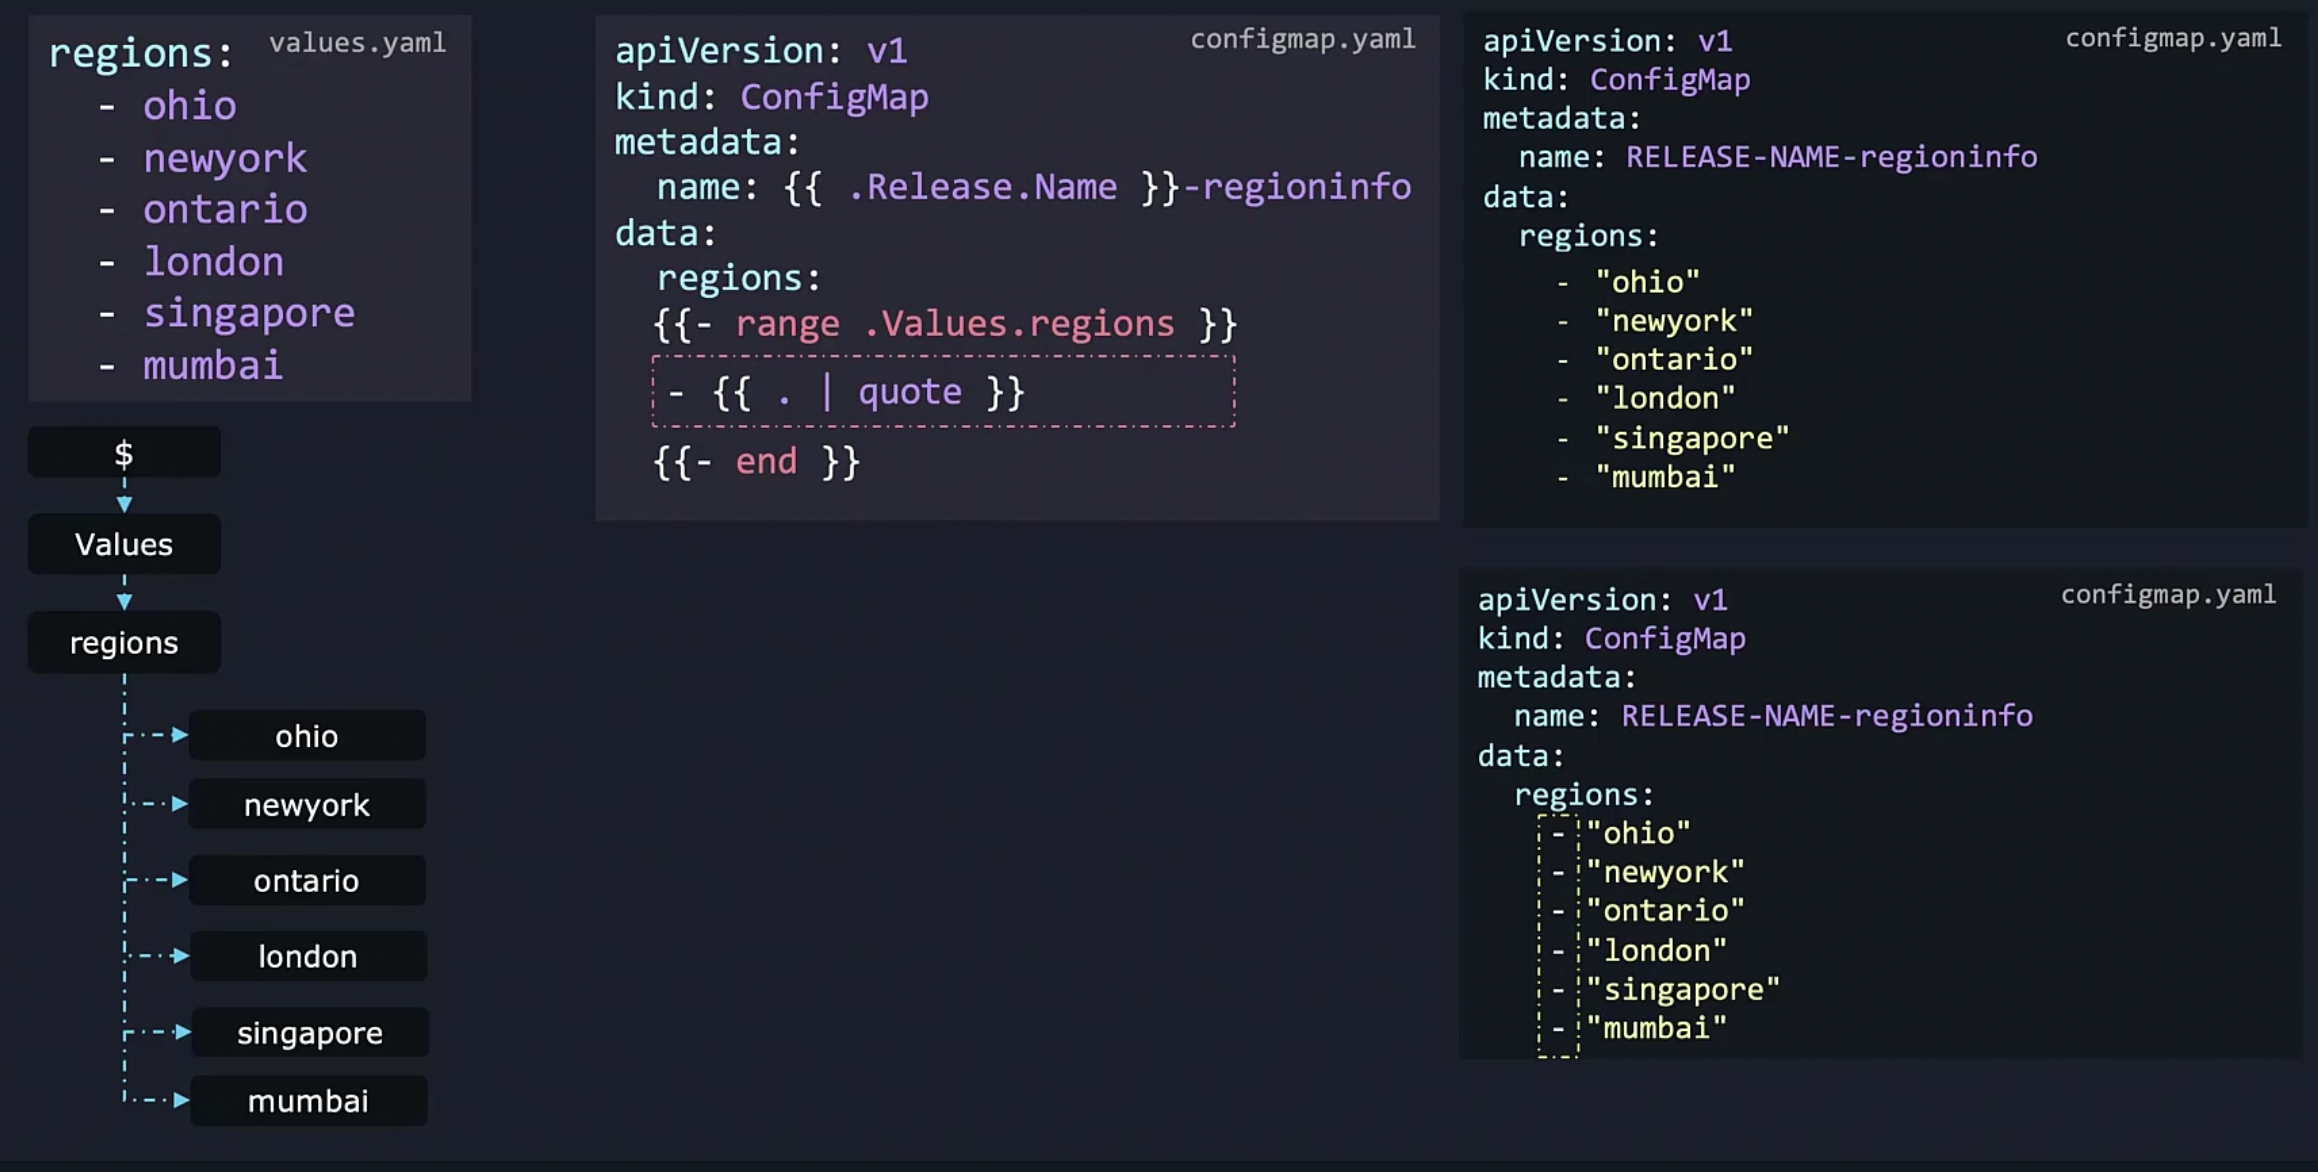 regions:
values.yaml
- ohio
- newyork
- ontario
- london
- singapore
- mumbai
$
Values
regions
ohio
newyork
ontario
london
singapore
mumbai
configmap.yaml
apiVersion: v1
kind: ConfigMap
metadata:
  name: {{ .Release.Name }}-regioninfo
data:
  regions:
  {{- range .Values.regions }}
  - {{ . | quote }}
  {{- end }}
configmap.yaml
apiVersion: v1
kind: ConfigMap
metadata:
  name: RELEASE-NAME-regioninfo
data:
  regions:
    - "ohio"
    - "newyork"
    - "ontario"
    - "london"
    - "singapore"
    - "mumbai"
configmap.yaml
apiVersion: v1
kind: ConfigMap
metadata:
  name: RELEASE-NAME-regioninfo
data:
  regions:
    - "ohio"
    - "newyork"
    - "ontario"
    - "london"
    - "singapore"
    - "mumbai"